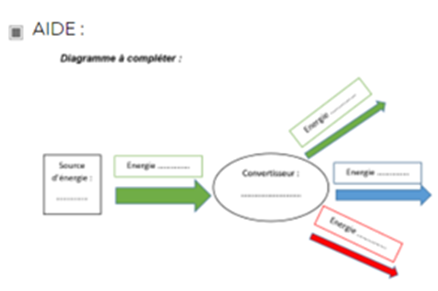 AIDE :
Diagramme à compléter :
Energie ............
Source
d'énergie :
............
Energie ............
Convertisseur :
........................
Energie ............
Energie ............